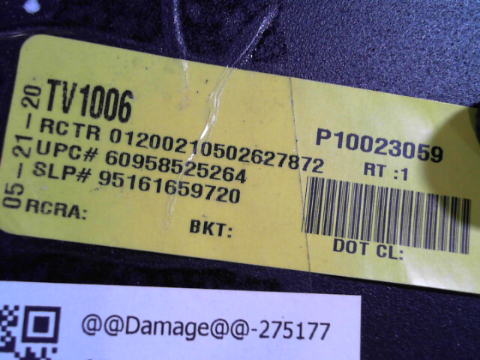 05-21-20
TV1006
P10023059
RCTR 01200210502627872
RT :1
UPC# 60958525264
SLP# 95161659720
RCRA:
BKT:
DOT CL:
@@Damage@@-275177